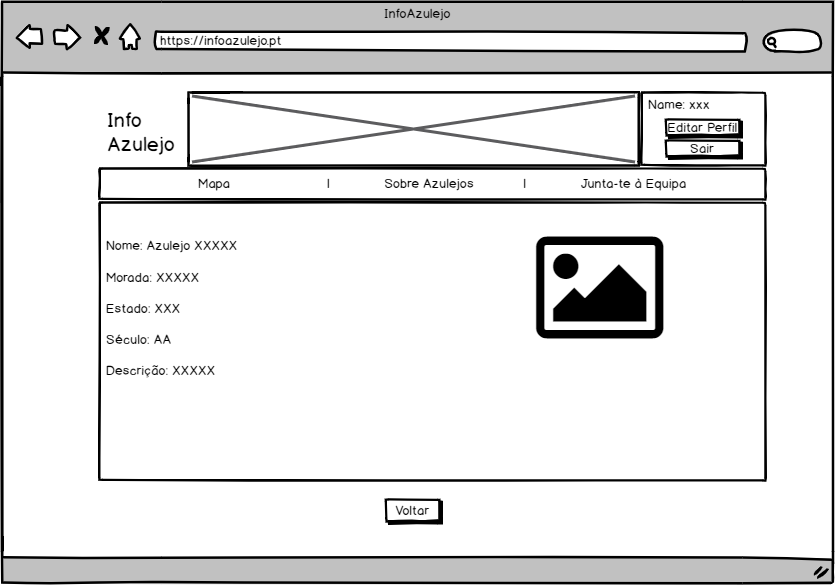 InfoAzulejo
https://infoazulejo.pt
Info
Azulejo
Name: xxx
Editar Perfil
Sair
Mapa | Sobre Azulejos | Junta-te à Equipa
Nome: Azulejo XXXXX
Morada: XXXXX
Estado: XXX
Século: AA
Descrição: XXXXX
Voltar